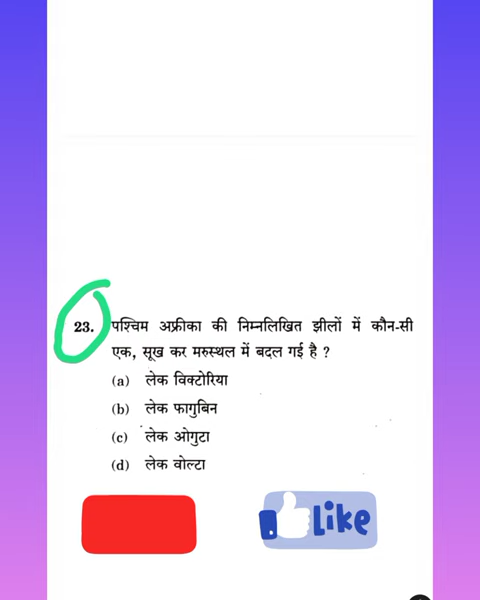 23. पश्चिम अफ्रीका की निम्नलिखित झीलों में कौन-सी
एक, सूख कर मरुस्थल में बदल गई है ?
(a) लेक विक्टोरिया
(b) लेक फागुबिन
(c) लेक ओगुटा
(d) लेक वोल्टा
Like